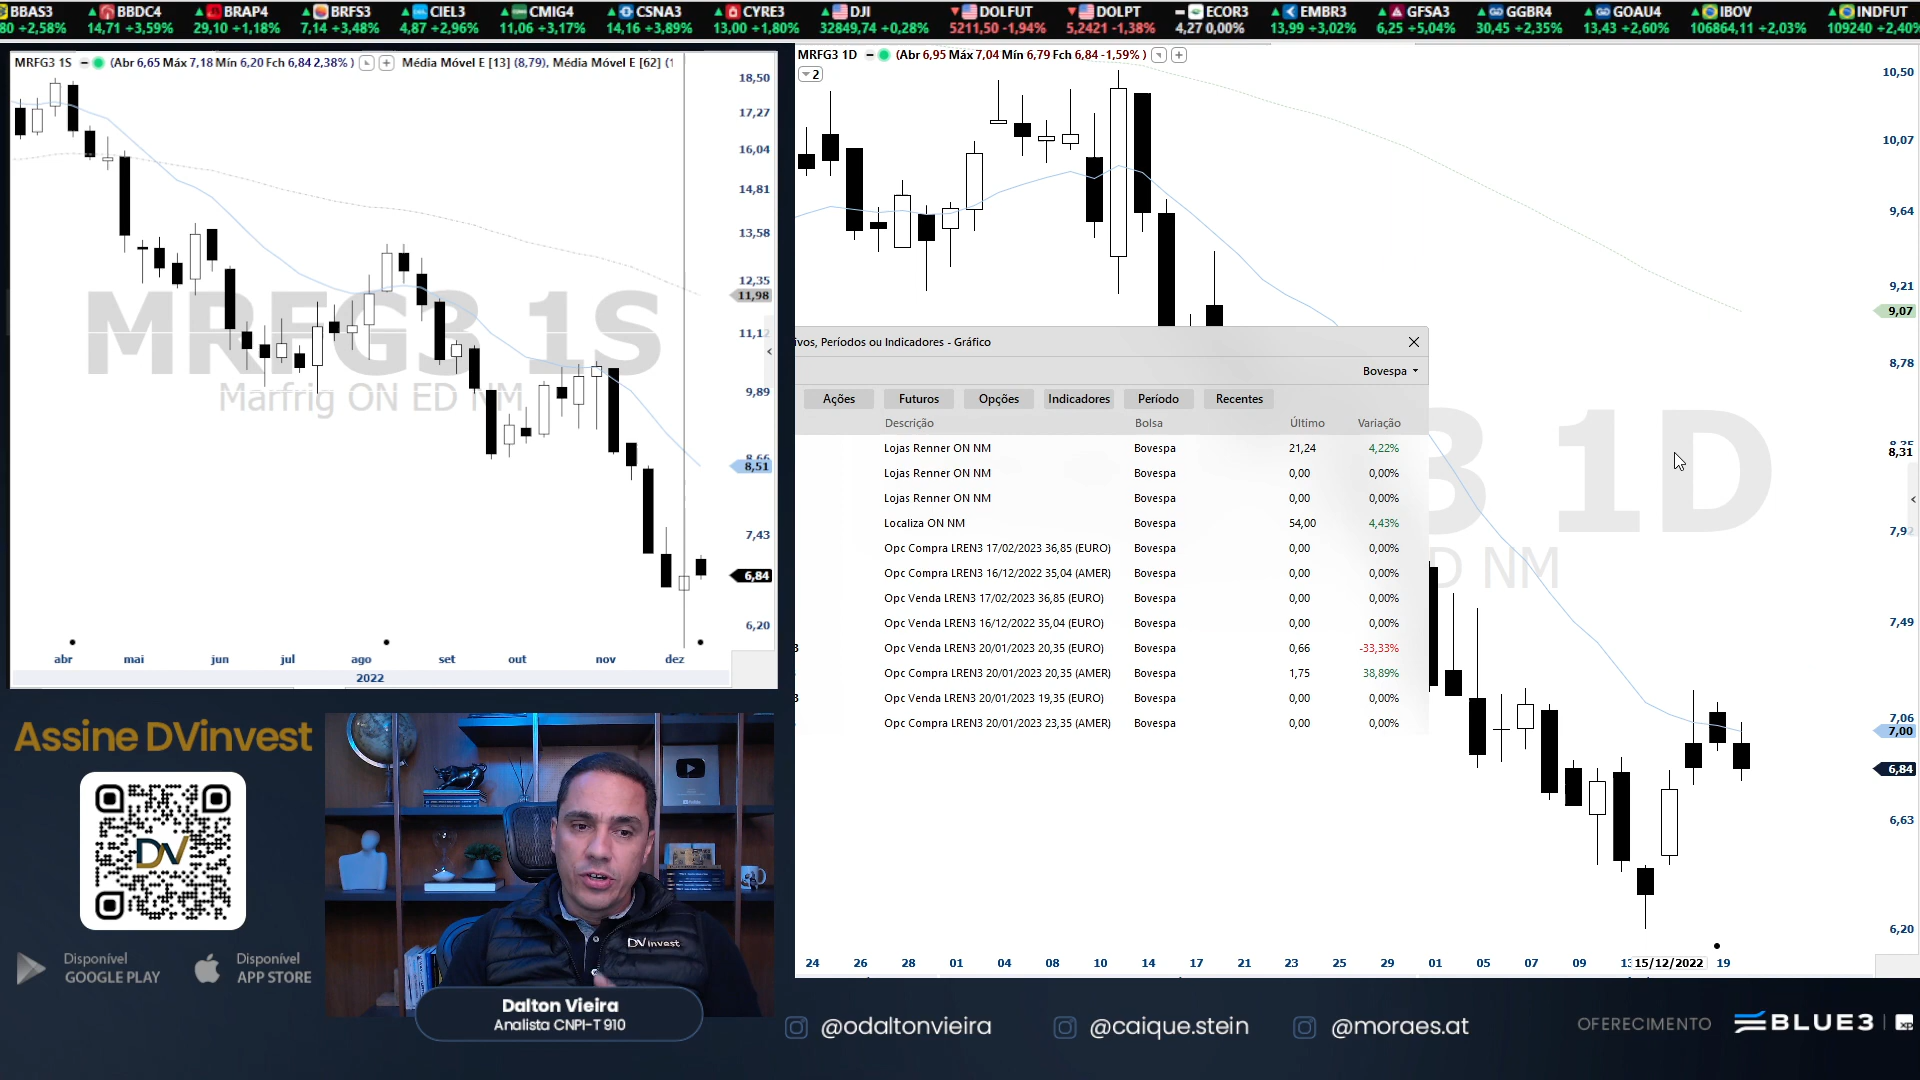 BBAS3 BBDC4 BRAP4 BRFS3 CIEL3 CMIG4 CSNA3 CYRE3 DJI DOLFUT DOLPT ECOR3 EMBR3 GFSA3 GGBR4 GOAU4 IBOV INDFUT
80 +2,58% 14,71 +3,59% 29,10 +1,18% 7,14 +3,48% 4,87 +2,96% 11,06 +3,17% 14,16 +3,89% 13,00 +1,80% 32849,74 +0,28% 5211,50 -1,94% 5,2421 -1,38% 4,27 0,00% 13,99 +3,02% 6,25 +5,04% 30,45 +2,35% 13,43 +2,60% 106864,11 +2,03% 109240 +2,40%
MRFG3 1S (Abr 6,65 Máx 7,18 Mín 6,20 Fch 6,84 2,38% ) Média Móvel E [13] (8,79), Média Móvel E [62] (1
18,50
17,27
16,04
14,81
13,58
12,35
11,98
11,12
9,89
8,66
8,51
7,43
6,84
6,20
MRFG3 1S
Marfrig ON ED NM
abr mai jun jul ago set out nov dez
2022
MRFG3 1D (Abr 6,95 Máx 7,04 Mín 6,79 Fch 6,84 -1,59% )
2
10,50
10,07
9,64
9,21
9,07
8,78
8,35
8,31
7,92
7,49
7,06
7,00
6,84
6,63
6,20
3 1D
D NM
ivos, Períodos ou Indicadores - Gráfico
Bovespa
Ações Futuros Opções Indicadores Período Recentes
Descrição Bolsa Último Variação
Lojas Renner ON NM Bovespa 21,24 4,22%
Lojas Renner ON NM Bovespa 0,00 0,00%
Lojas Renner ON NM Bovespa 0,00 0,00%
Localiza ON NM Bovespa 54,00 4,43%
Opc Compra LREN3 17/02/2023 36,85 (EURO) Bovespa 0,00 0,00%
Opc Compra LREN3 16/12/2022 35,04 (AMER) Bovespa 0,00 0,00%
Opc Venda LREN3 17/02/2023 36,85 (EURO) Bovespa 0,00 0,00%
Opc Venda LREN3 16/12/2022 35,04 (EURO) Bovespa 0,00 0,00%
3 Opc Venda LREN3 20/01/2023 20,35 (EURO) Bovespa 0,66 -33,33%
Opc Compra LREN3 20/01/2023 20,35 (AMER) Bovespa 1,75 38,89%
3 Opc Venda LREN3 20/01/2023 19,35 (EURO) Bovespa 0,00 0,00%
Opc Compra LREN3 20/01/2023 23,35 (AMER) Bovespa 0,00 0,00%
24 26 28 01 04 08 10 14 17 21 23 25 29 01 05 07 09 13 15/12/2022 19
Assine DVinvest
DV
Disponível
GOOGLE PLAY
Disponível
APP STORE
DVinvest
Dalton Vieira
Analista CNPI-T 910
@odaltonvieira @caique.stein @moraes.at
OFERECIMENTO BLUE3 xp